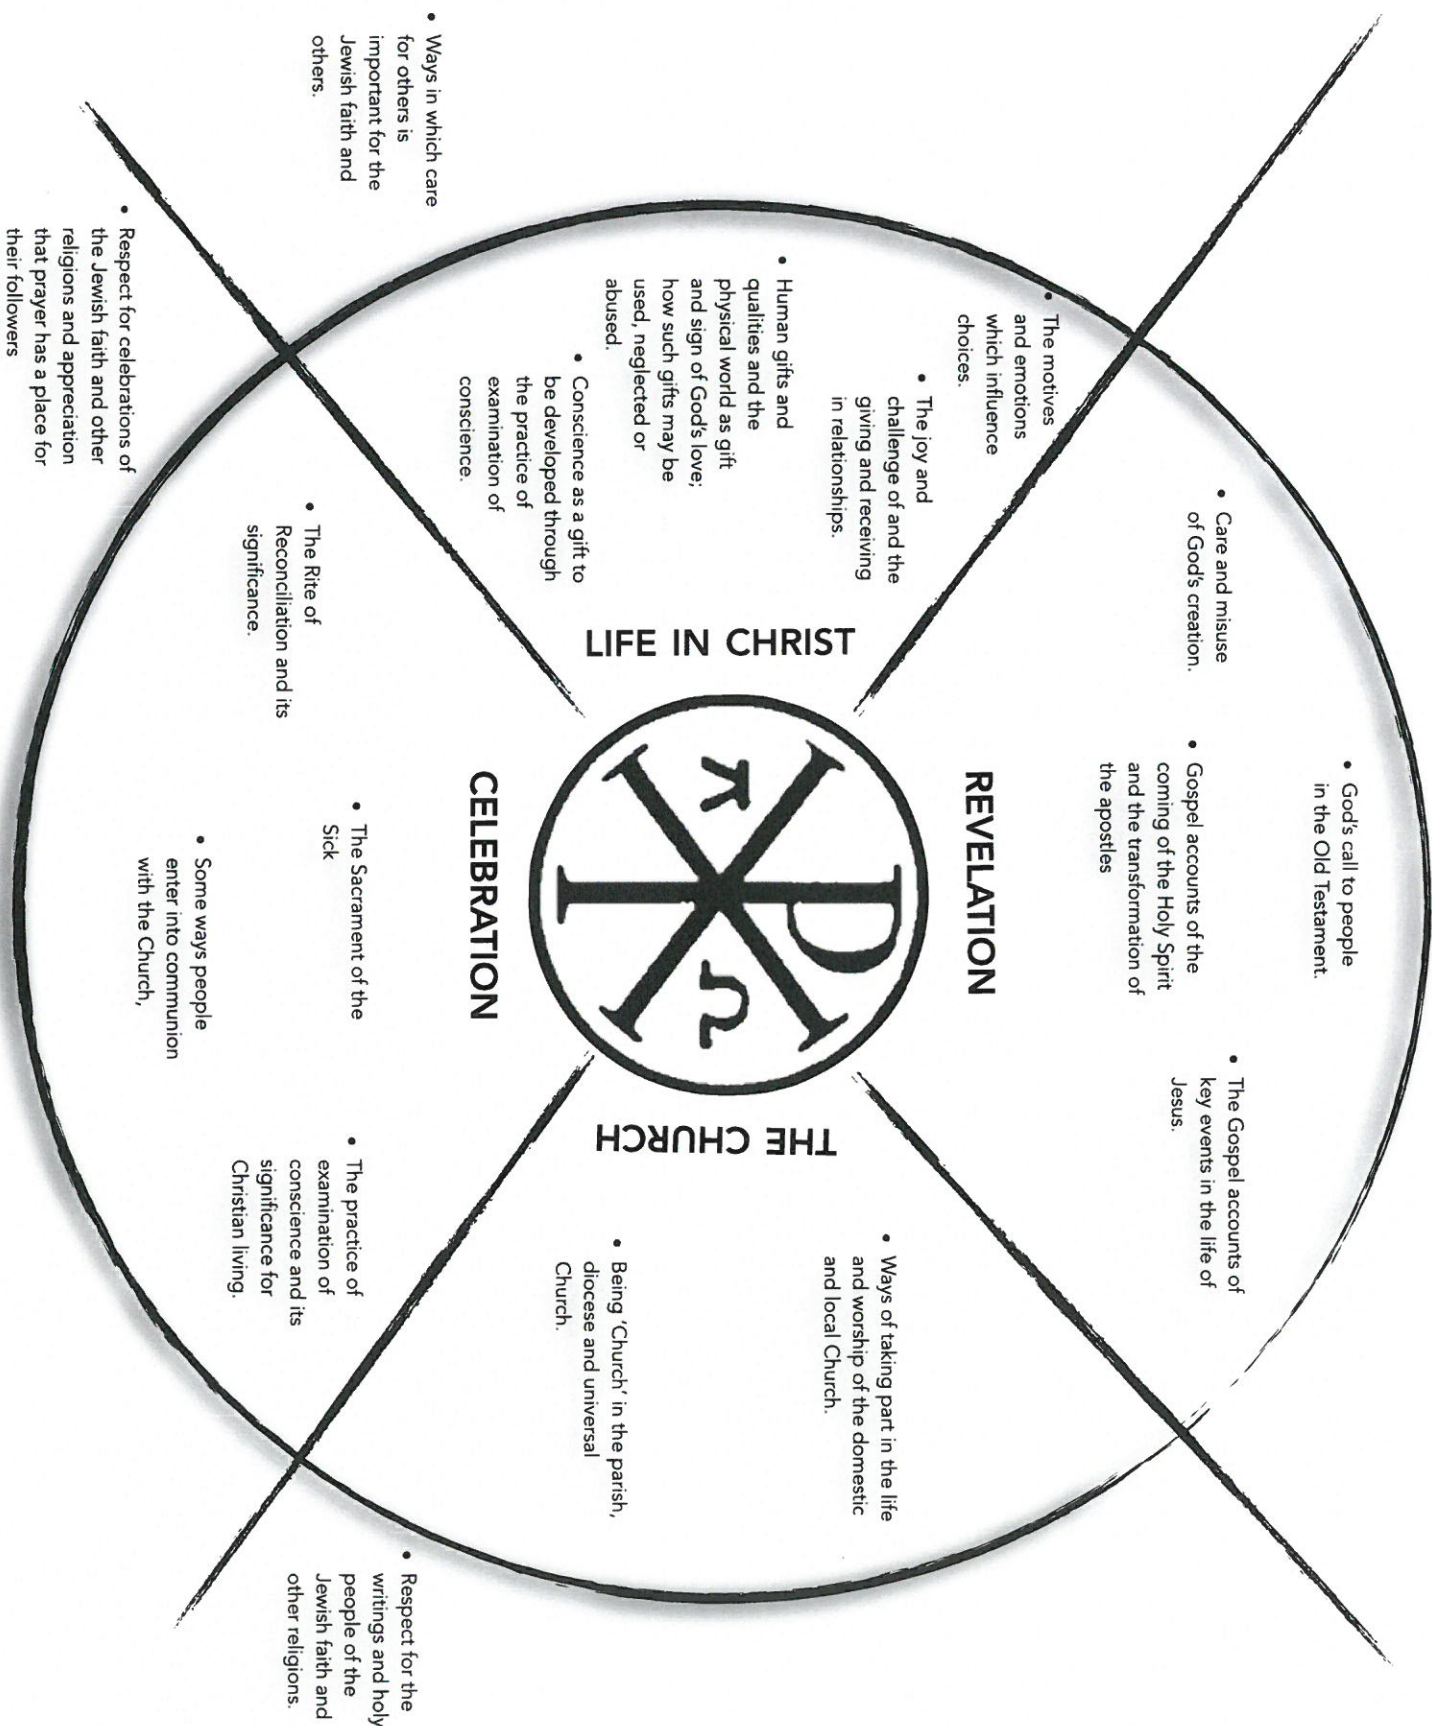 • God's call to people
in the Old Testament.
• Care and misuse
of God's creation.
• Gospel accounts of the
coming of the Holy Spirit
and the transformation of
the apostles
• The Gospel accounts of
key events in the life of
Jesus.
REVELATION
• The motives
and emotions
which influence
choices.
• The joy and
challenge of and the
giving and receiving
in relationships.
• Human gifts and
qualities and the
physical world as gift
and sign of God's love;
how such gifts may be
used, neglected or
abused.
• Conscience as a gift to
be developed through
the practice of
examination of
conscience.
LIFE IN CHRIST
THE CHURCH
• Ways of taking part in the life
and worship of the domestic
and local Church.
• Being 'Church' in the parish,
diocese and universal
Church.
CELEBRATION
• The Rite of
Reconciliation and its
significance.
• The Sacrament of the
Sick
• Some ways people
enter into communion
with the Church,
• The practice of
examination of
conscience and its
significance for
Christian living.
• Ways in which care
for others is
important for the
Jewish faith and
others.
• Respect for celebrations of
the Jewish faith and other
religions and appreciation
that prayer has a place for
their followers
• Respect for the
writings and holy
people of the
Jewish faith and
other religions.